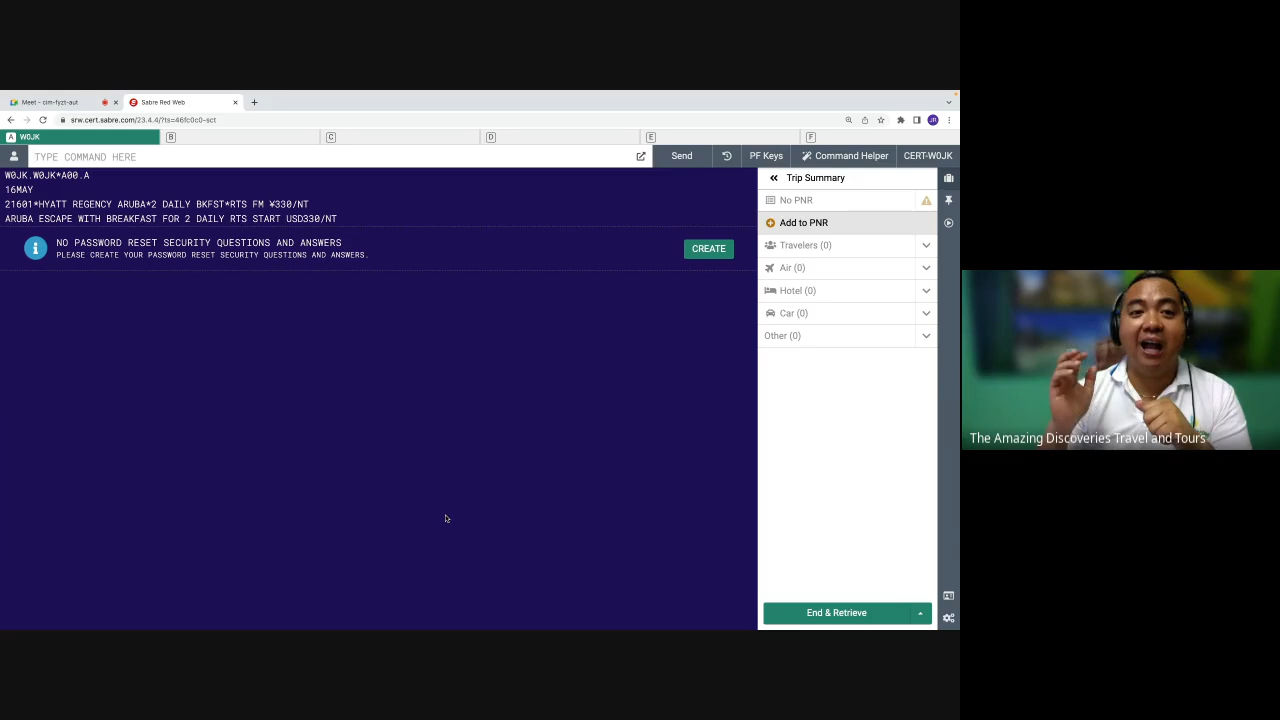 Meet - cim-fyzt-aut
Sabre Red Web
srw.cert.sabre.com/23.4.4/?ts=46fc0c0-sct
JR
A W0JK
B
C
D
E
F
TYPE COMMAND HERE
Send
PF Keys
Command Helper
CERT-W0JK
W0JK.W0JK*A00.A
16MAY
21601*HYATT REGENCY ARUBA*2 DAILY BKFST*RTS FM ¥330/NT
ARUBA ESCAPE WITH BREAKFAST FOR 2 DAILY RTS START USD330/NT
NO PASSWORD RESET SECURITY QUESTIONS AND ANSWERS
PLEASE CREATE YOUR PASSWORD RESET SECURITY QUESTIONS AND ANSWERS.
CREATE
Trip Summary
No PNR
Add to PNR
Travelers (0)
Air (0)
Hotel (0)
Car (0)
Other (0)
End & Retrieve
The Amazing Discoveries Travel and Tours